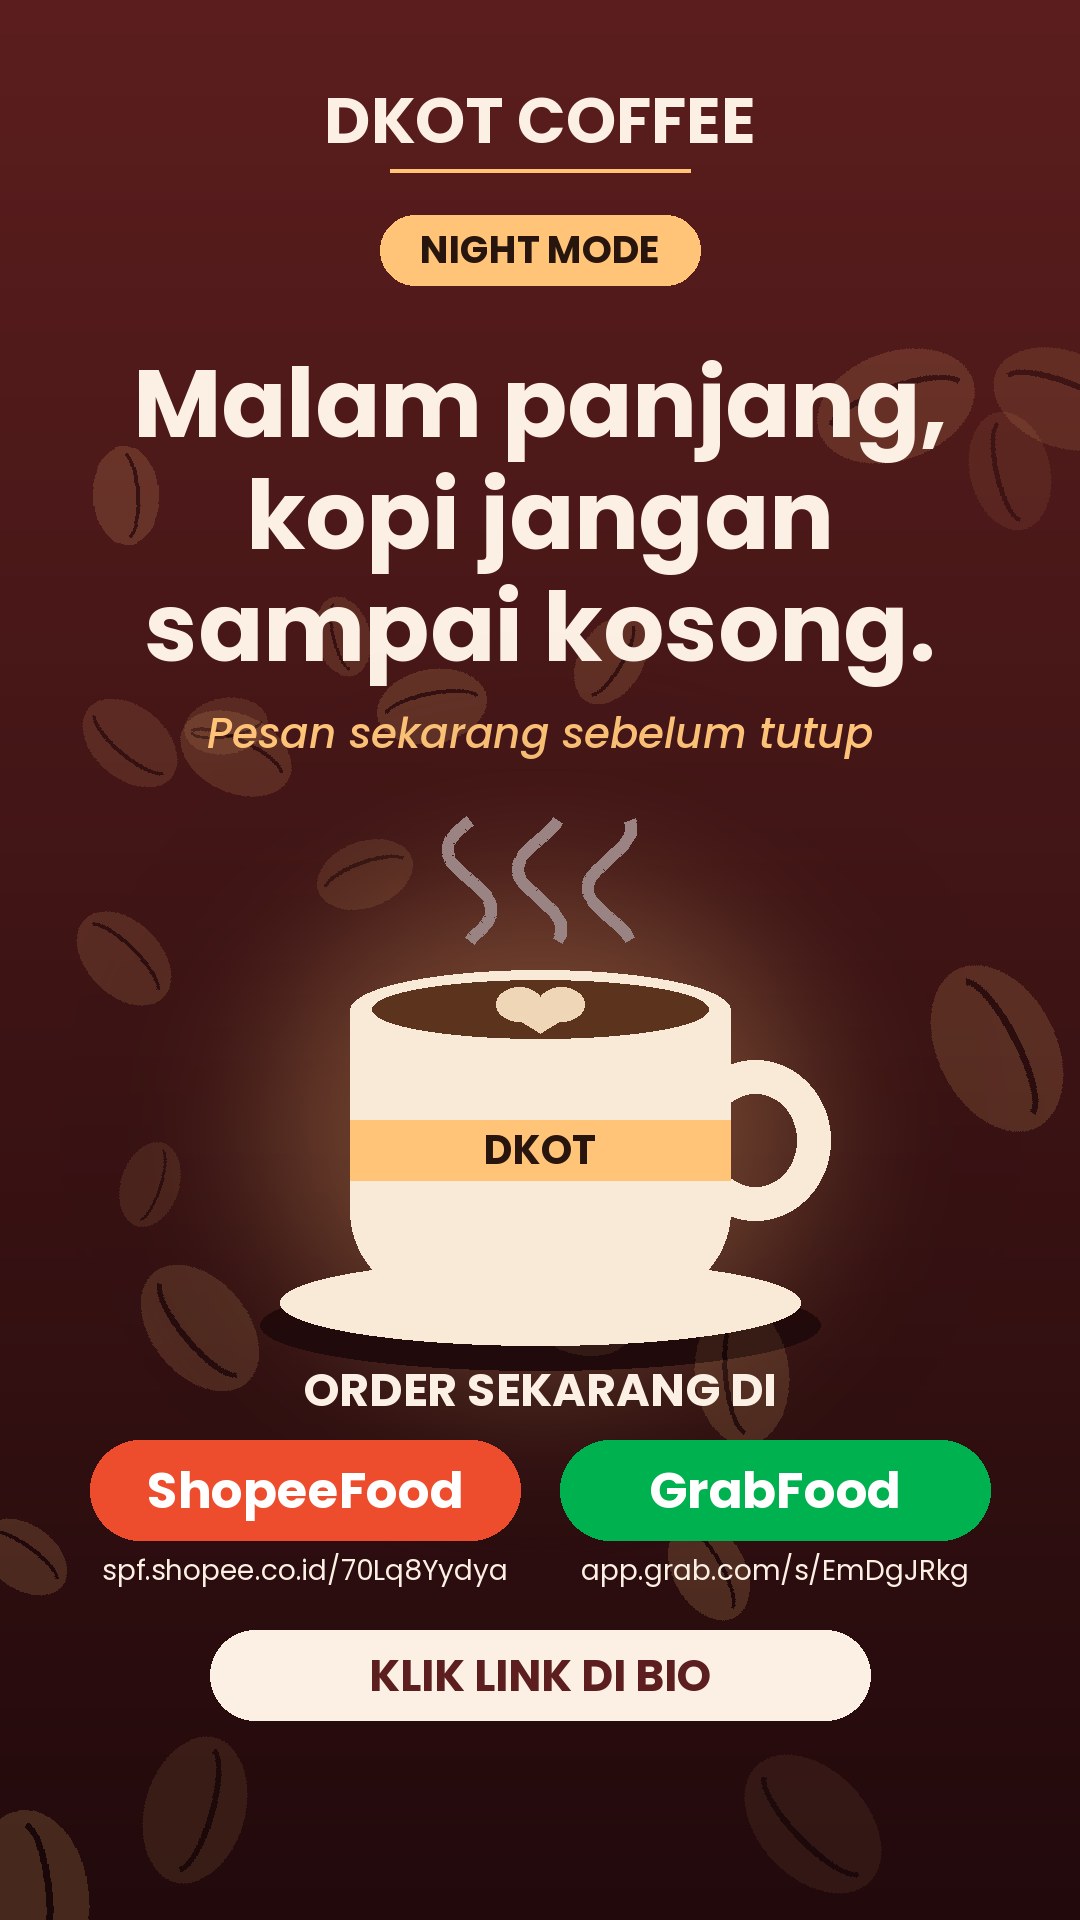 DKOT COFFEE
NIGHT MODE
Malam panjang,
kopi jangan
sampai kosong.
Pesan sekarang sebelum tutup
DKOT
ORDER SEKARANG DI
ShopeeFood
GrabFood
spf.shopee.co.id/70Lq8Yydya
app.grab.com/s/EmDgJRkg
KLIK LINK DI BIO